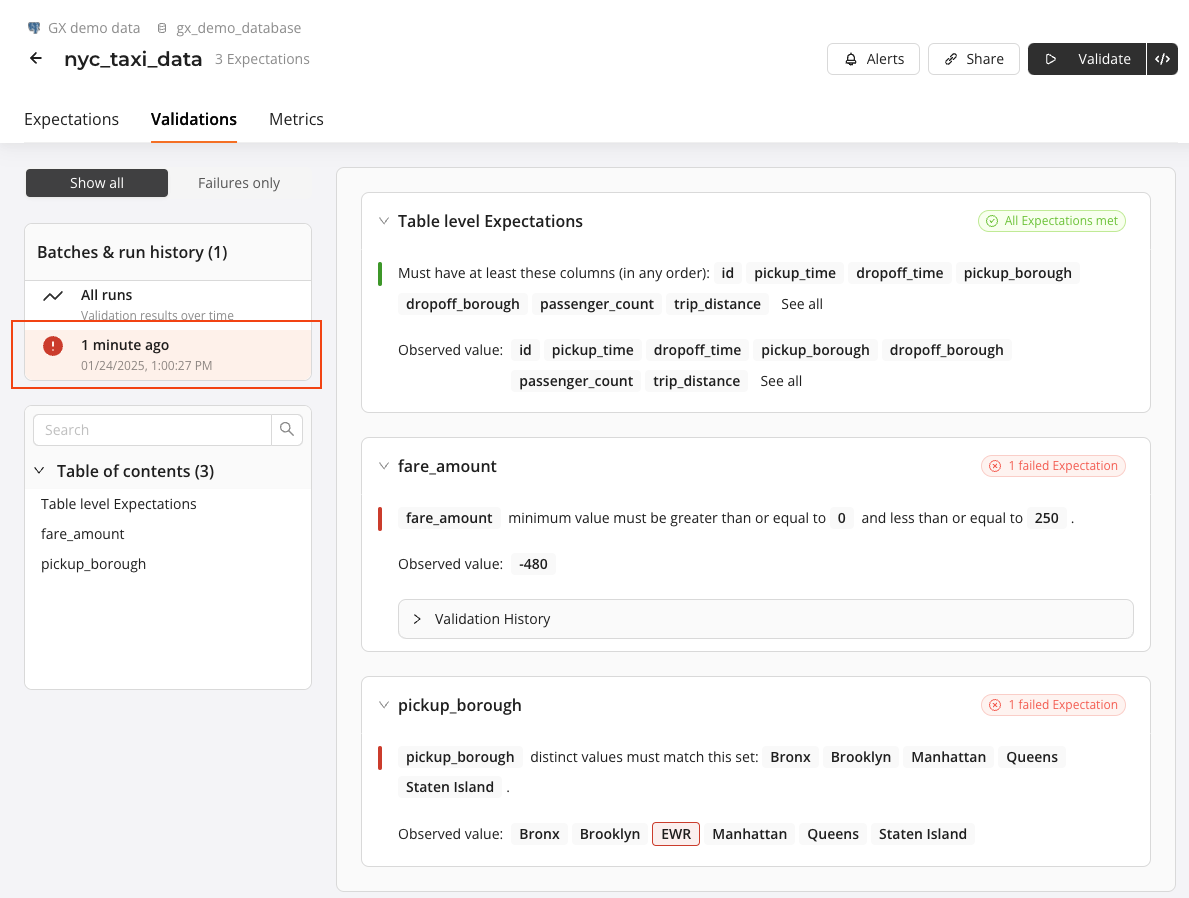 GX demo data gx_demo_database
nyc_taxi_data 3 Expectations
Alerts Share Validate </>
Expectations Validations Metrics
Show all Failures only
Batches & run history (1)
All runs
Validation results over time
1 minute ago
01/24/2025, 1:00:27 PM
Search
Table of contents (3)
Table level Expectations
fare_amount
pickup_borough
Table level Expectations All Expectations met
Must have at least these columns (in any order): id pickup_time dropoff_time pickup_borough
dropoff_borough passenger_count trip_distance See all
Observed value: id pickup_time dropoff_time pickup_borough dropoff_borough
passenger_count trip_distance See all
fare_amount 1 failed Expectation
fare_amount minimum value must be greater than or equal to 0 and less than or equal to 250 .
Observed value: -480
Validation History
pickup_borough 1 failed Expectation
pickup_borough distinct values must match this set: Bronx Brooklyn Manhattan Queens
Staten Island .
Observed value: Bronx Brooklyn EWR Manhattan Queens Staten Island